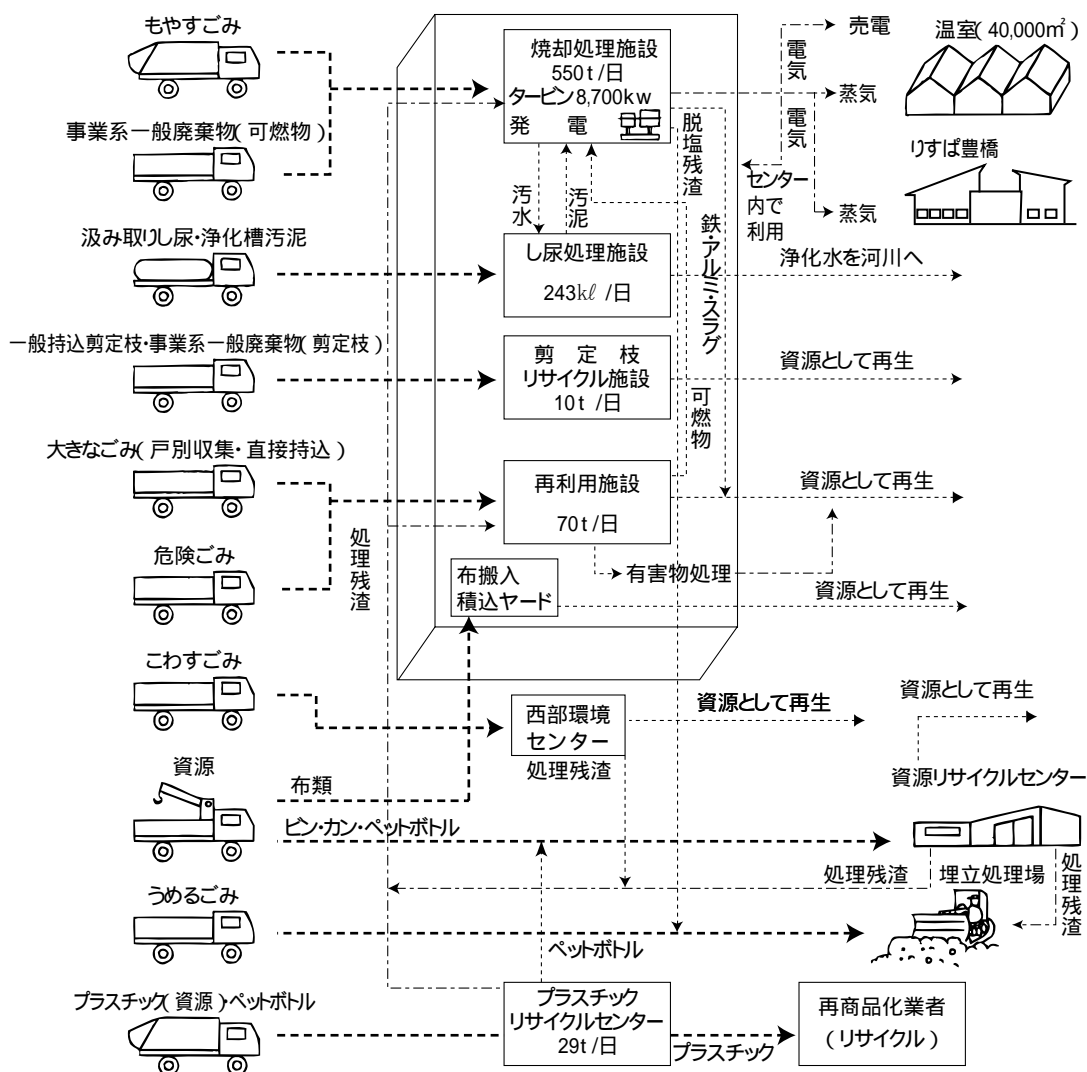 もやすごみ
事業系一般廃棄物(可燃物)
汲み取りし尿・浄化槽汚泥
一般持込剪定枝・事業系一般廃棄物(剪定枝)
大きなごみ(戸別収集・直接持込)
危険ごみ
処理残渣
こわすごみ
資源
布類
ビン・カン・ペットボトル
うめるごみ
ペットボトル
プラスチック(資源)・ペットボトル
焼却処理施設
550t/日
タービン8,700kw
発電
汚水
汚泥
し尿処理施設
243kℓ/日
剪定枝
リサイクル施設
10t/日
再利用施設
70t/日
有害物処理
布搬入
積込ヤード
脱塩残渣
鉄・アルミ・スラグ
可燃物
センター
内で
利用
売電
電気
蒸気
電気
蒸気
温室(40,000㎡)
りすぱ豊橋
浄化水を河川へ
資源として再生
資源として再生
資源として再生
西部環境
センター
処理残渣
資源として再生
資源として再生
資源リサイクルセンター
処理残渣
埋立処理場
処理残渣
プラスチック
リサイクルセンター
29t/日
プラスチック
再商品化業者
(リサイクル)